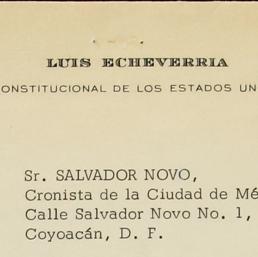 LUIS ECHEVERRIA
CONSTITUCIONAL DE LOS ESTADOS UN
Sr. SALVADOR NOVO,
Cronista de la Ciudad de Mé
Calle Salvador Novo No. 1,
Coyoacán, D. F.